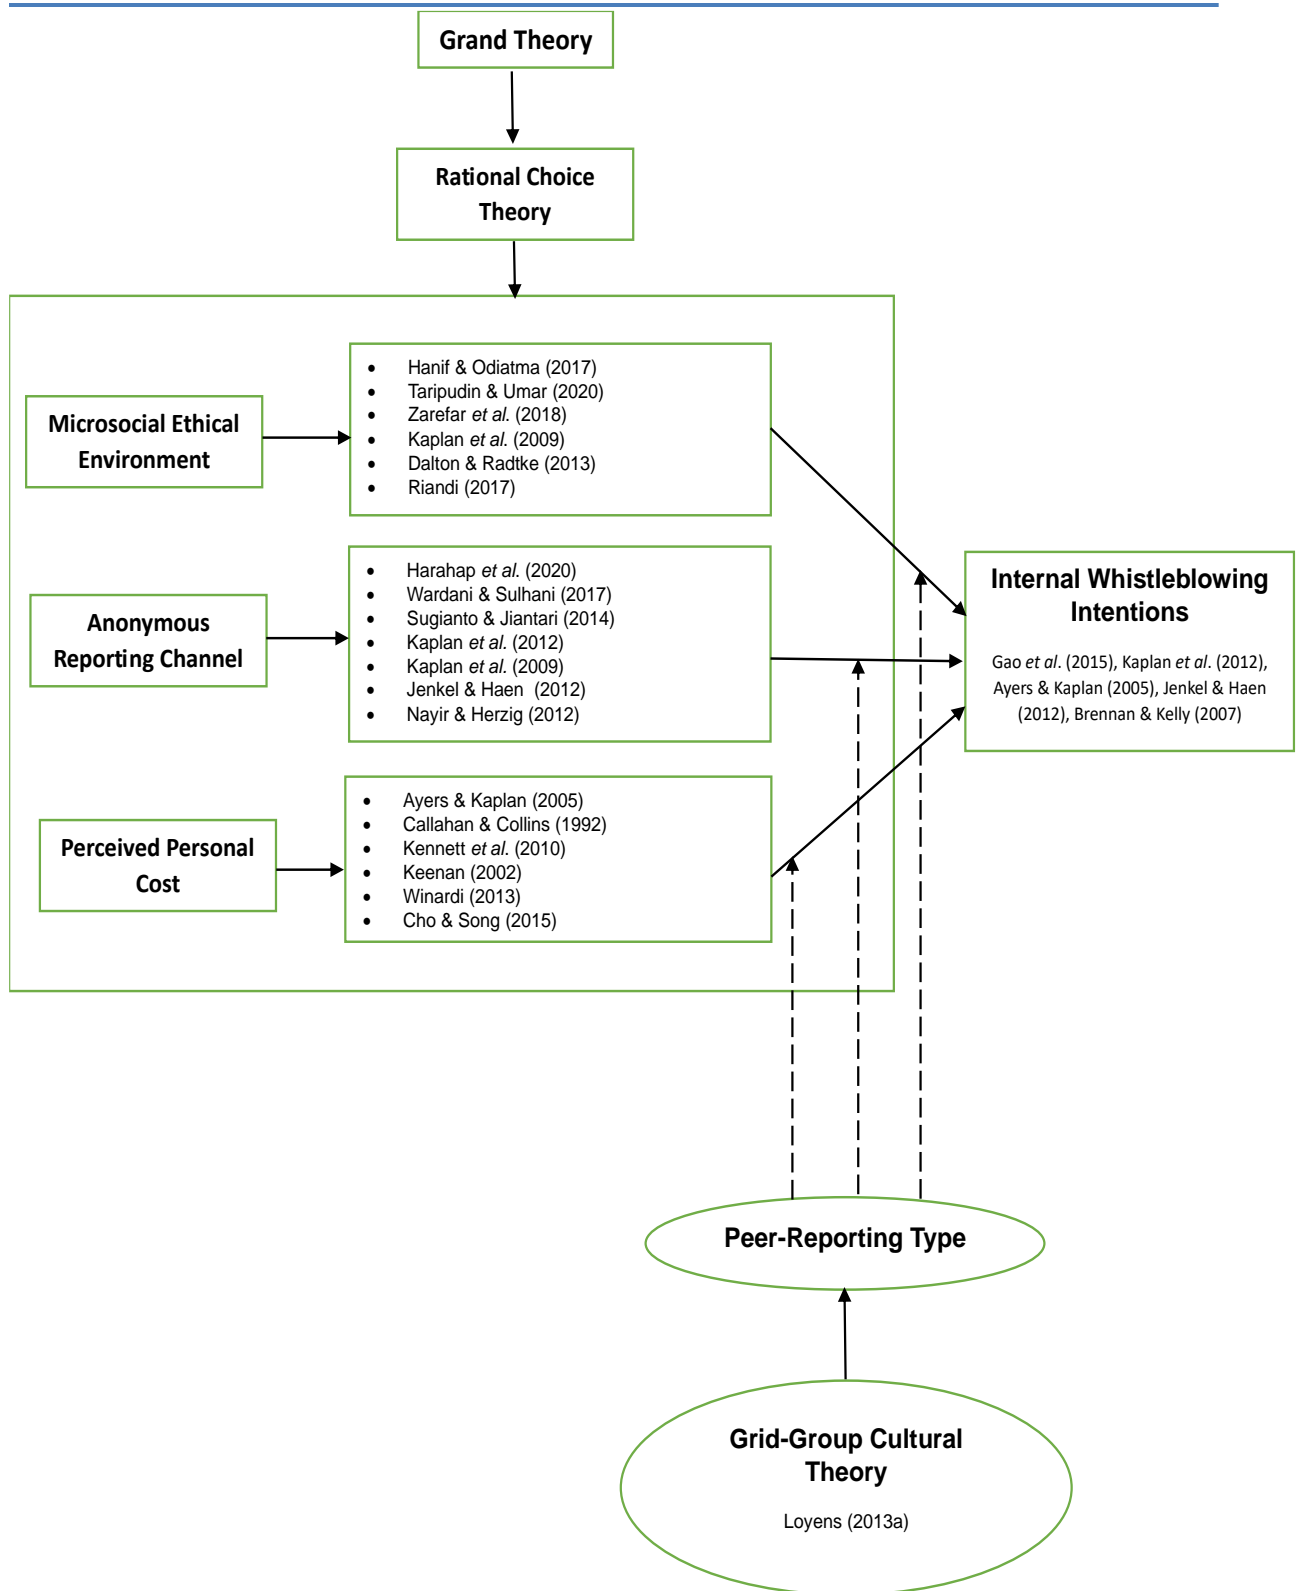 Grand Theory
Rational Choice
Theory
Microsocial Ethical
Environment
• Hanif & Odiatma (2017)
• Taripudin & Umar (2020)
• Zarefar et al. (2018)
• Kaplan et al. (2009)
• Dalton & Radtke (2013)
• Riandi (2017)
Anonymous
Reporting Channel
• Harahap et al. (2020)
• Wardani & Sulhani (2017)
• Sugianto & Jiantari (2014)
• Kaplan et al. (2012)
• Kaplan et al. (2009)
• Jenkel & Haen (2012)
• Nayir & Herzig (2012)
Perceived Personal
Cost
• Ayers & Kaplan (2005)
• Callahan & Collins (1992)
• Kennett et al. (2010)
• Keenan (2002)
• Winardi (2013)
• Cho & Song (2015)
Internal Whistleblowing
Intentions
Gao et al. (2015), Kaplan et al. (2012),
Ayers & Kaplan (2005), Jenkel & Haen
(2012), Brennan & Kelly (2007)
Peer-Reporting Type
Grid-Group Cultural
Theory
Loyens (2013a)